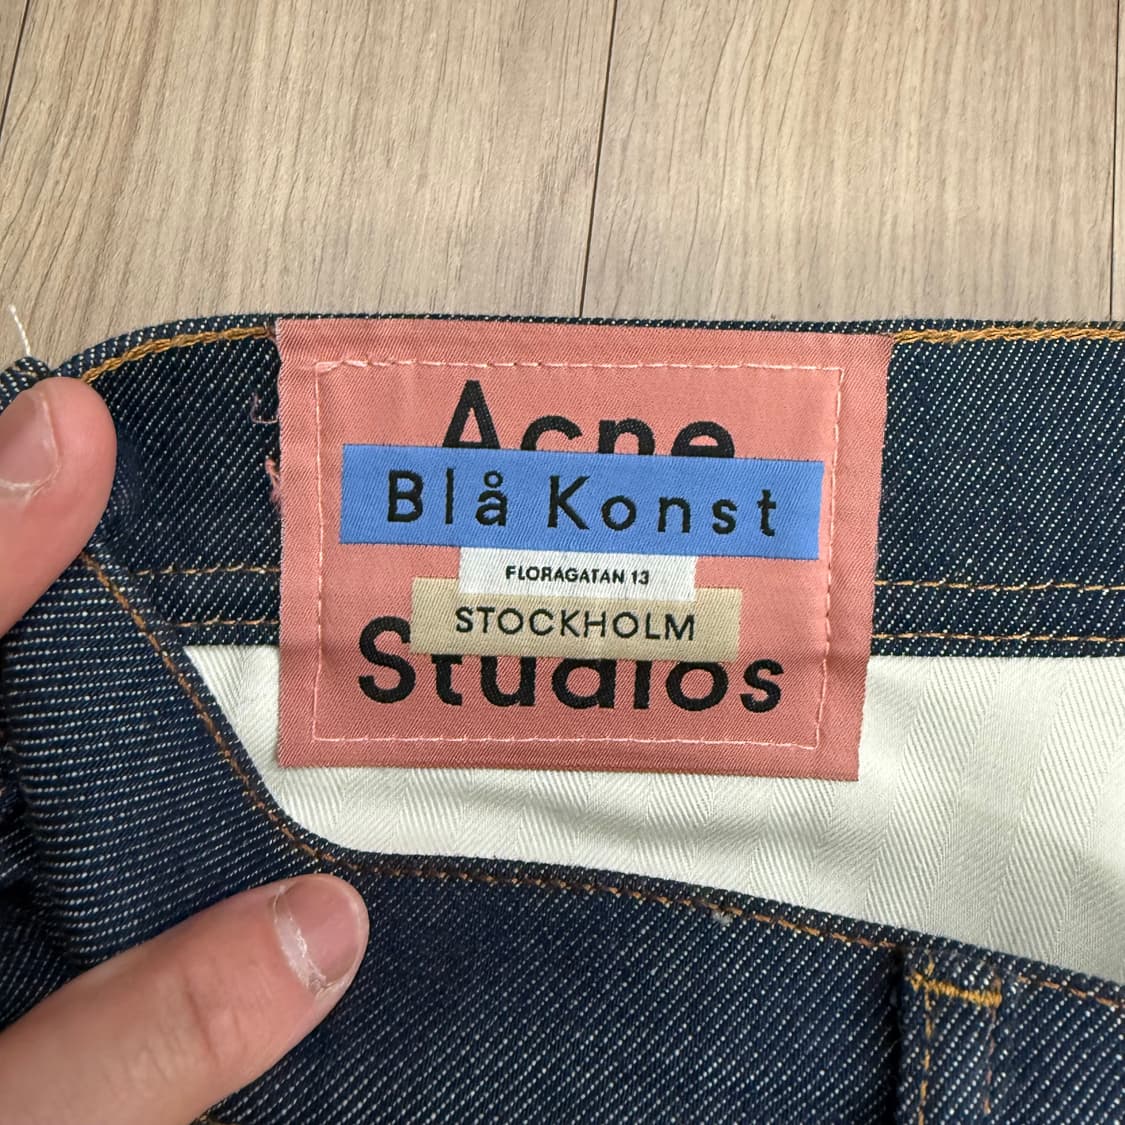 Acne
Blå Konst
FLORAGATAN 13
STOCKHOLM
Studios